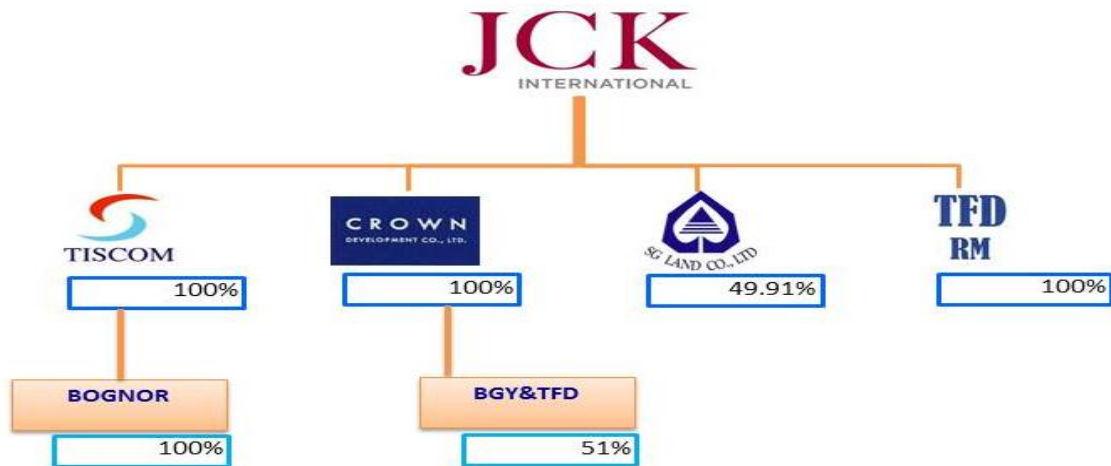 JCK
INTERNATIONAL
TISCOM
100%
CROWN
DEVELOPMENT CO., LTD.
100%
SG LAND CO., LTD
49.91%
TFD
RM
100%
BOGNOR
100%
BGY&TFD
51%